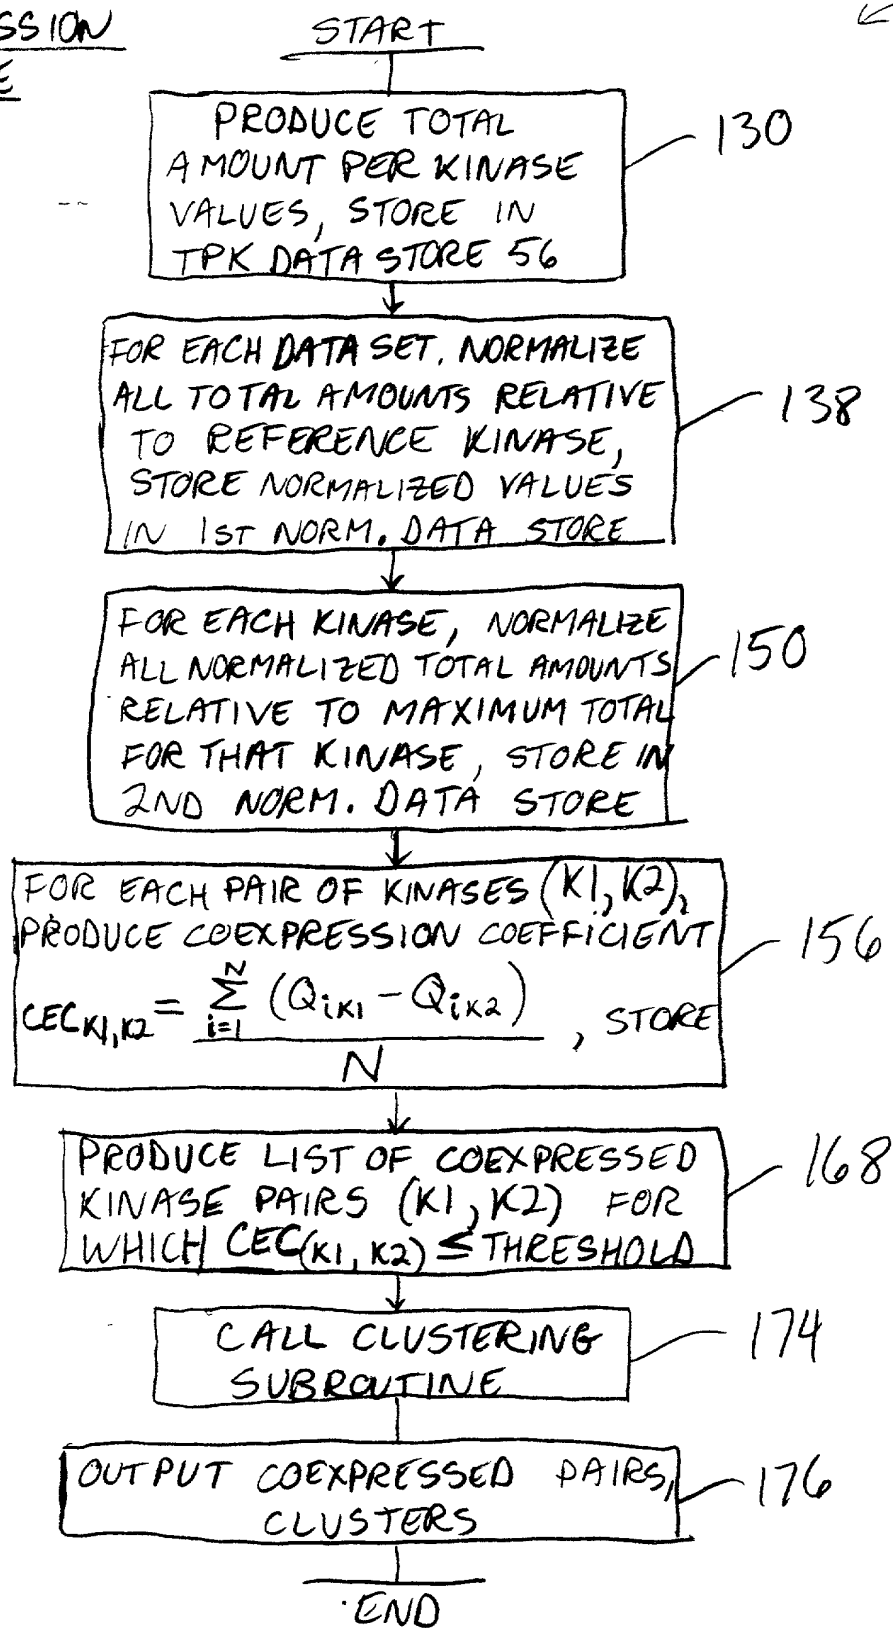 START
PRODUCE TOTAL
AMOUNT PER KINASE
VALUES, STORE IN
TPK DATA STORE 56
130
FOR EACH DATA SET, NORMALIZE
ALL TOTAL AMOUNTS RELATIVE
TO REFERENCE KINASE,
STORE NORMALIZED VALUES
IN 1ST NORM. DATA STORE
138
FOR EACH KINASE, NORMALIZE
ALL NORMALIZED TOTAL AMOUNTS
RELATIVE TO MAXIMUM TOTAL
FOR THAT KINASE, STORE IN
2ND NORM. DATA STORE
150
FOR EACH PAIR OF KINASES (K1, K2),
PRODUCE COEXPRESSION COEFFICIENT
CEC K1,K2 = N Σ i=1 (Q iK1 - Q iK2) / N , STORE
156
PRODUCE LIST OF COEXPRESSED
KINASE PAIRS (K1, K2) FOR
WHICH CEC(K1, K2) ≤ THRESHOLD
168
CALL CLUSTERING
SUBROUTINE
174
OUTPUT COEXPRESSED PAIRS,
CLUSTERS
176
END